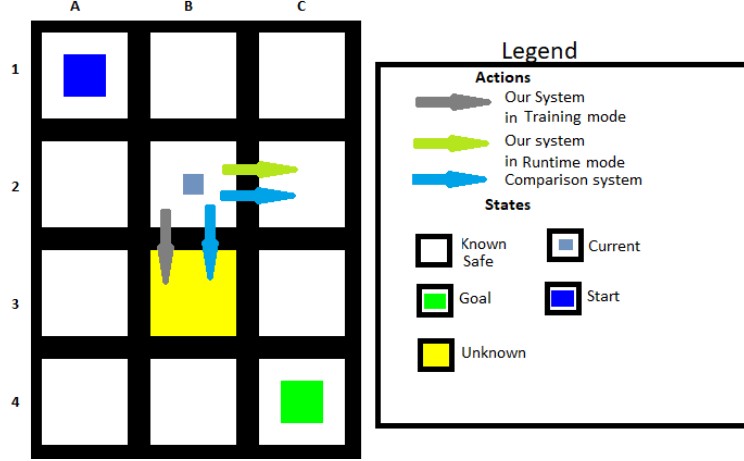 A B C
1
2
3
4
Legend
Actions
Our System
in Training mode
Our system
in Runtime mode
Comparison system
States
Known
Safe
Current
Goal
Start
Unknown